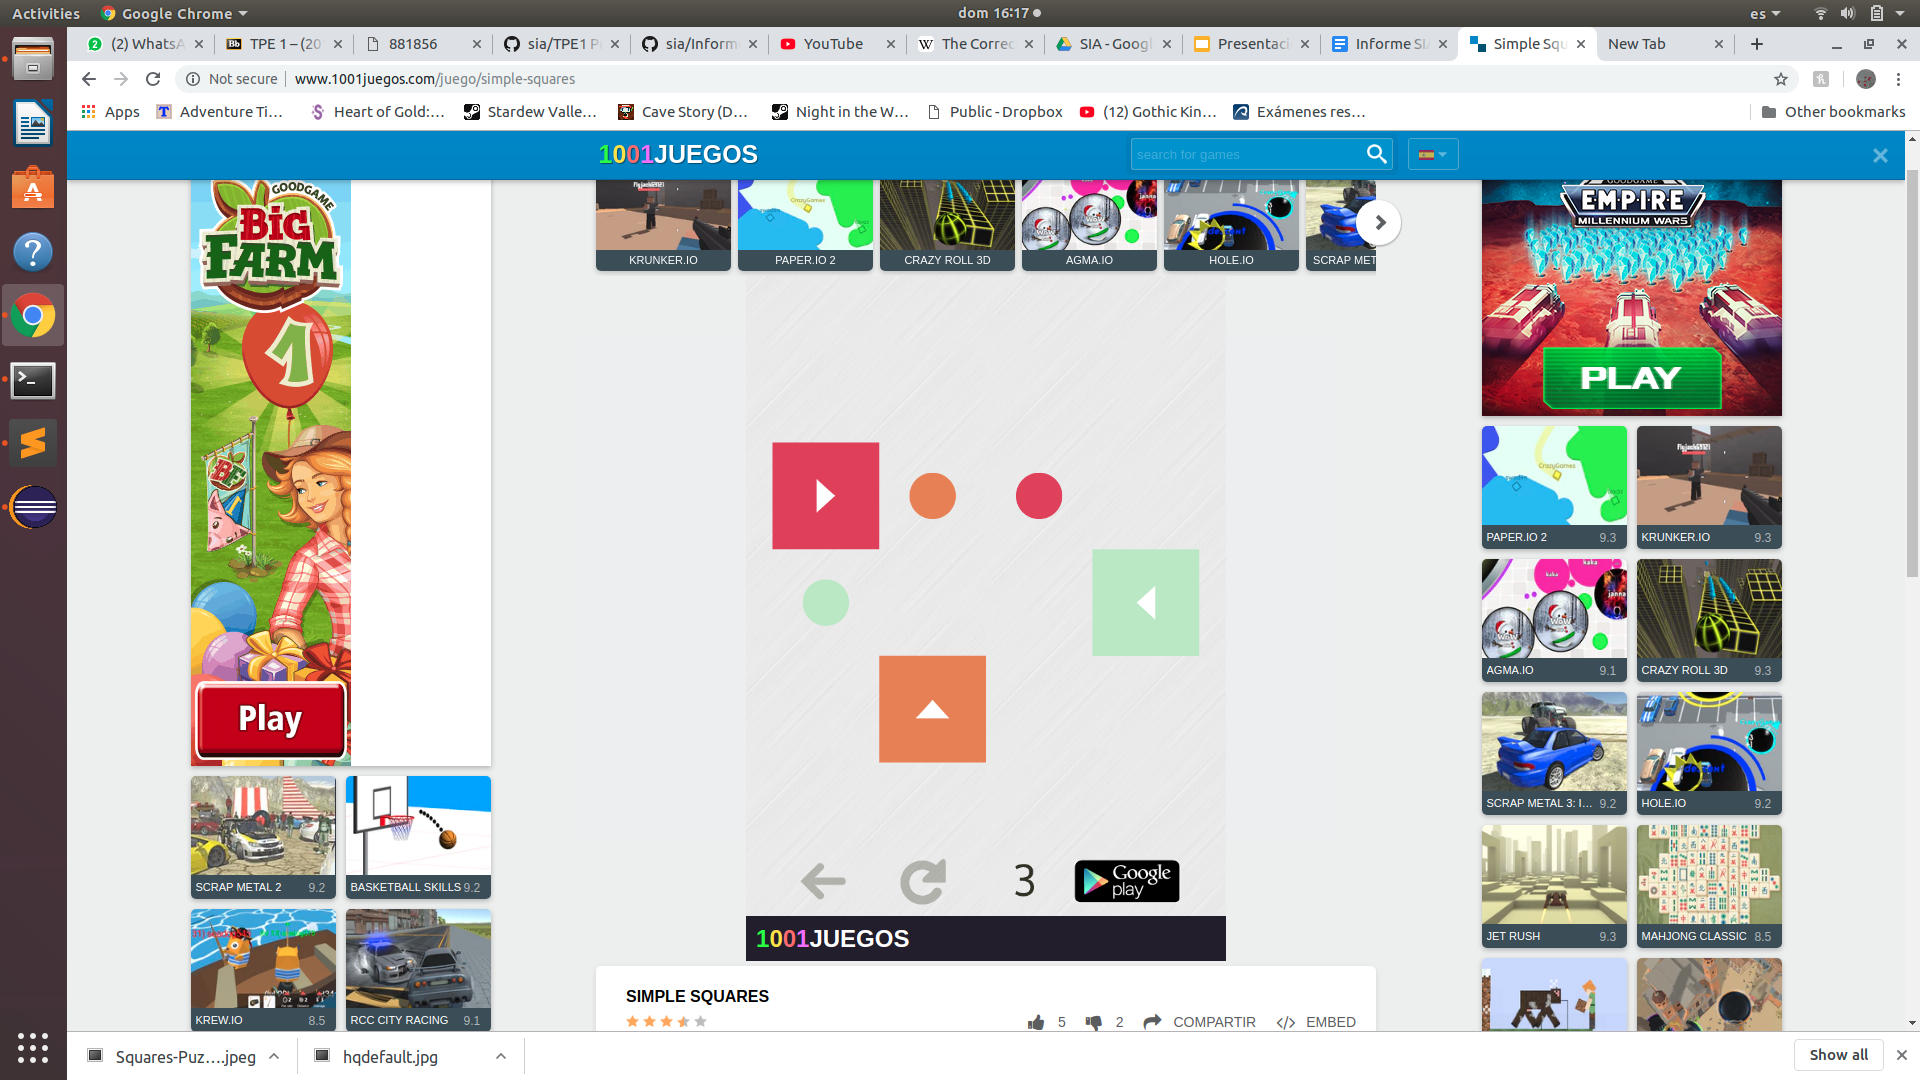 Activities Google Chrome dom 16:17 es
(2) WhatsA TPE 1 – (20 881856 sia/TPE1 P sia/Inform YouTube The Correc SIA - Googl Presentaci Informe SI Simple Squ New Tab
Not secure www.1001juegos.com/juego/simple-squares
Apps Adventure Ti... Heart of Gold:... Stardew Valle... Cave Story (D... Night in the W... Public - Dropbox (12) Gothic Kin... Exámenes res... Other bookmarks
1001JUEGOS search for games
GOODGAME
BIG
FARM
1
BF
Play
KRUNKER.IO PAPER.IO 2 CRAZY ROLL 3D AGMA.IO HOLE.IO SCRAP MET
EMPIRE
MILLENNIUM WARS
PLAY
PAPER.IO 2 9.3 KRUNKER.IO 9.3
AGMA.IO 9.1 CRAZY ROLL 3D 9.3
SCRAP METAL 3: I... 9.2 HOLE.IO 9.2
JET RUSH 9.3 MAHJONG CLASSIC 8.5
SCRAP METAL 2 9.2 BASKETBALL SKILLS 9.2
KREW.IO 8.5 RCC CITY RACING 9.1
3 Google play
1001JUEGOS
SIMPLE SQUARES
5 2 COMPARTIR EMBED
Squares-Puz....jpeg hqdefault.jpg Show all